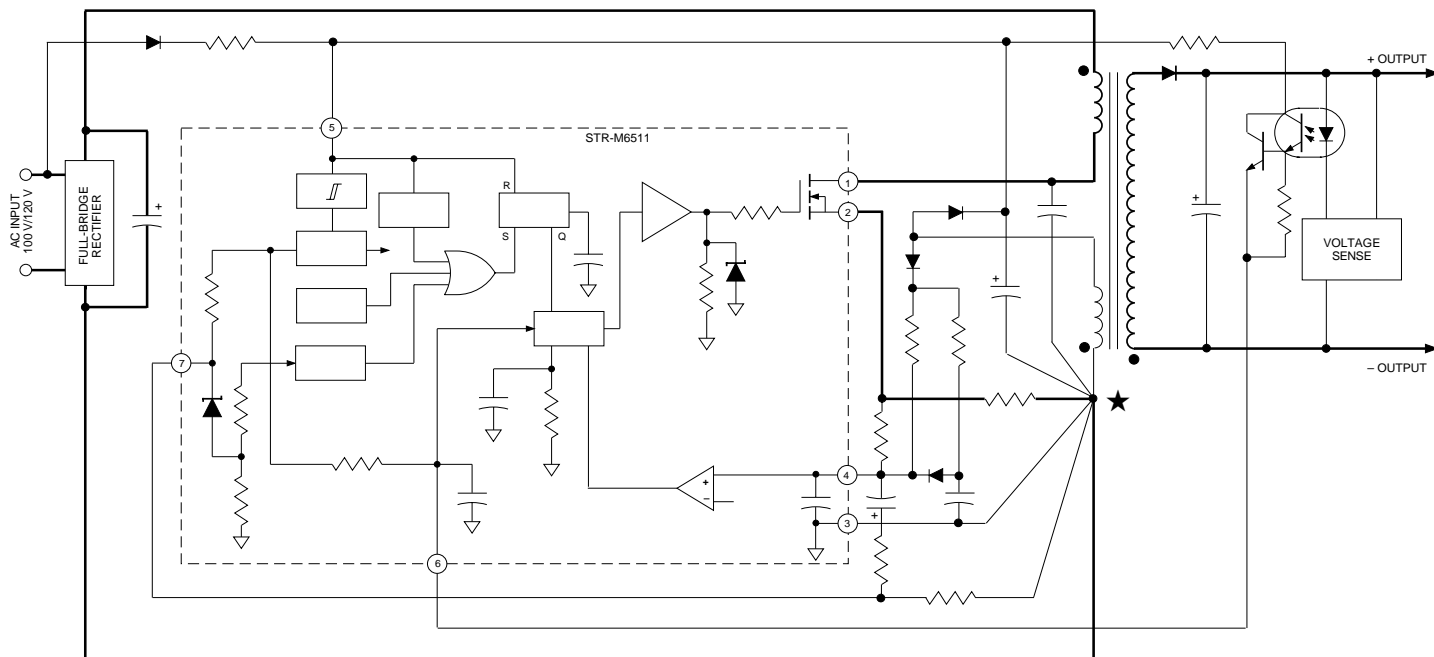 + OUTPUT
5
STR-M6511
R
AC INPUT
100 V/120 V
FULL-BRIDGE
RECTIFIER
+
1
+
2
S
Q
VOLTAGE
SENSE
+
7
– OUTPUT
4
+
–
+
3
6